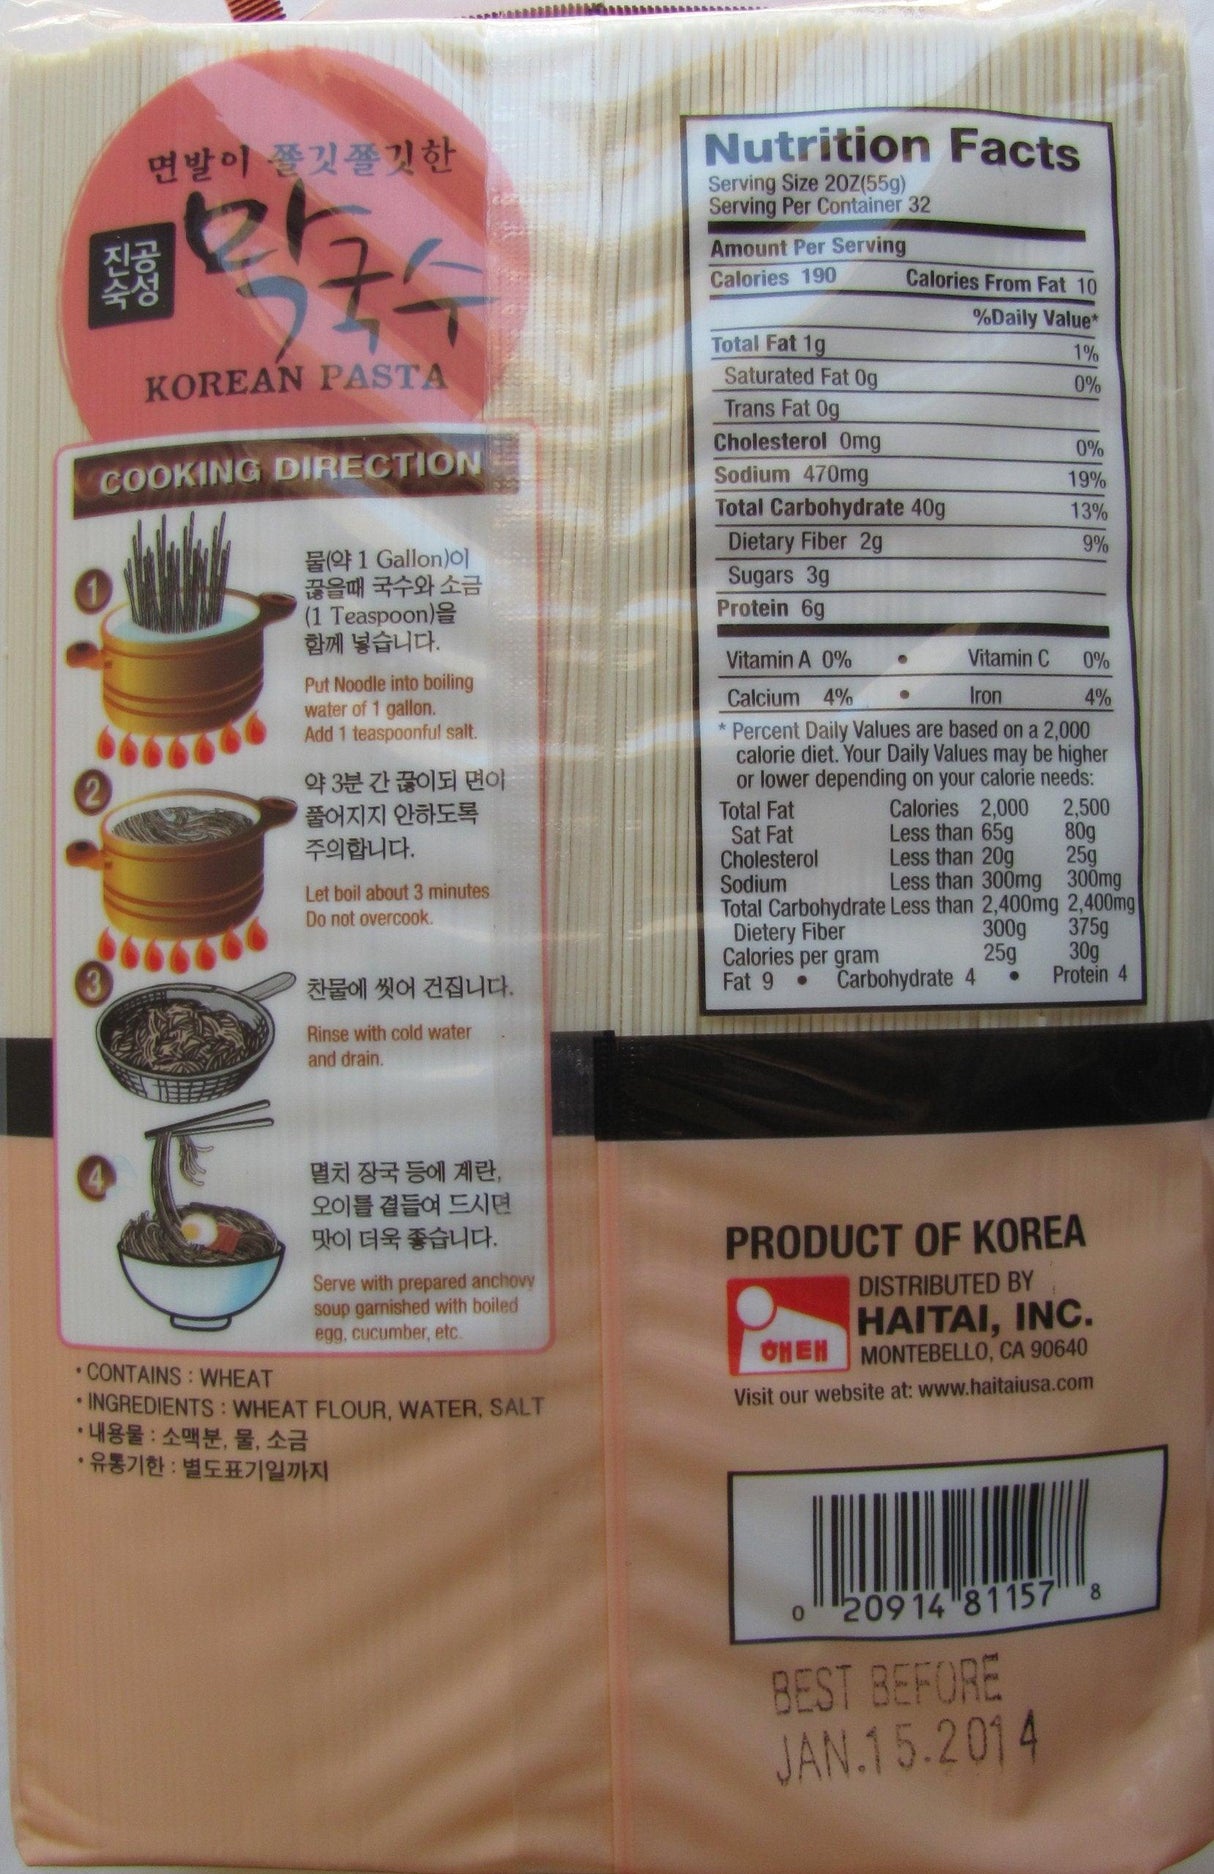 면발이 쫄깃쫄깃한
진공
숙성
막국수
KOREAN PASTA
COOKING DIRECTION
1
물(약 1 Gallon)이
끓을때 국수와 소금
(1 Teaspoon)을
함께 넣습니다.
Put Noodle into boiling
water of 1 gallon.
Add 1 teaspoonful salt.
2
약 3분 간 끓이되 면이
풀어지지 안하도록
주의합니다.
Let boil about 3 minutes
Do not overcook.
3
찬물에 씻어 건집니다.
Rinse with cold water
and drain.
4
멸치 장국 등에 계란,
오이를 곁들여 드시면
맛이 더욱 좋습니다.
Serve with prepared anchovy
soup garnished with boiled
egg, cucumber, etc.
• CONTAINS : WHEAT
• INGREDIENTS : WHEAT FLOUR, WATER, SALT
• 내용물 : 소맥분, 물, 소금
• 유통기한 : 별도표기일까지
Nutrition Facts
Serving Size 2OZ(55g)
Serving Per Container 32
Amount Per Serving
Calories 190 Calories From Fat 10
%Daily Value*
Total Fat 1g 1%
Saturated Fat 0g 0%
Trans Fat 0g
Cholesterol 0mg 0%
Sodium 470mg 19%
Total Carbohydrate 40g 13%
Dietary Fiber 2g 9%
Sugars 3g
Protein 6g
Vitamin A 0% • Vitamin C 0%
Calcium 4% • Iron 4%
* Percent Daily Values are based on a 2,000
calorie diet. Your Daily Values may be higher
or lower depending on your calorie needs:
Total Fat Calories 2,000 2,500
Sat Fat Less than 65g 80g
Cholesterol Less than 20g 25g
Sodium Less than 300mg 300mg
Total Carbohydrate Less than 2,400mg 2,400mg
Dietery Fiber 300g 375g
Calories per gram 25g 30g
Fat 9 • Carbohydrate 4 • Protein 4
PRODUCT OF KOREA
해태
DISTRIBUTED BY
HAITAI, INC.
MONTEBELLO, CA 90640
Visit our website at: www.haitaiusa.com
0 20914 81157 8
BEST BEFORE
JAN.15.2014